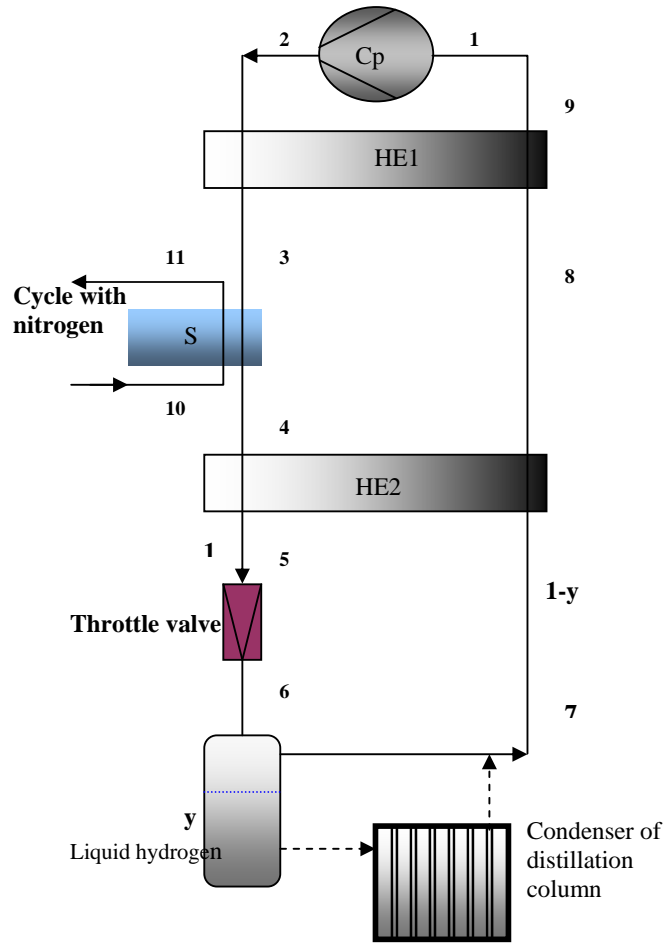 2
1
Cp
9
HE1
11
3
8
Cycle with
nitrogen
S
10
4
HE2
1
5
1-y
Throttle valve
6
7
y
Liquid hydrogen
Condenser of
distillation
column